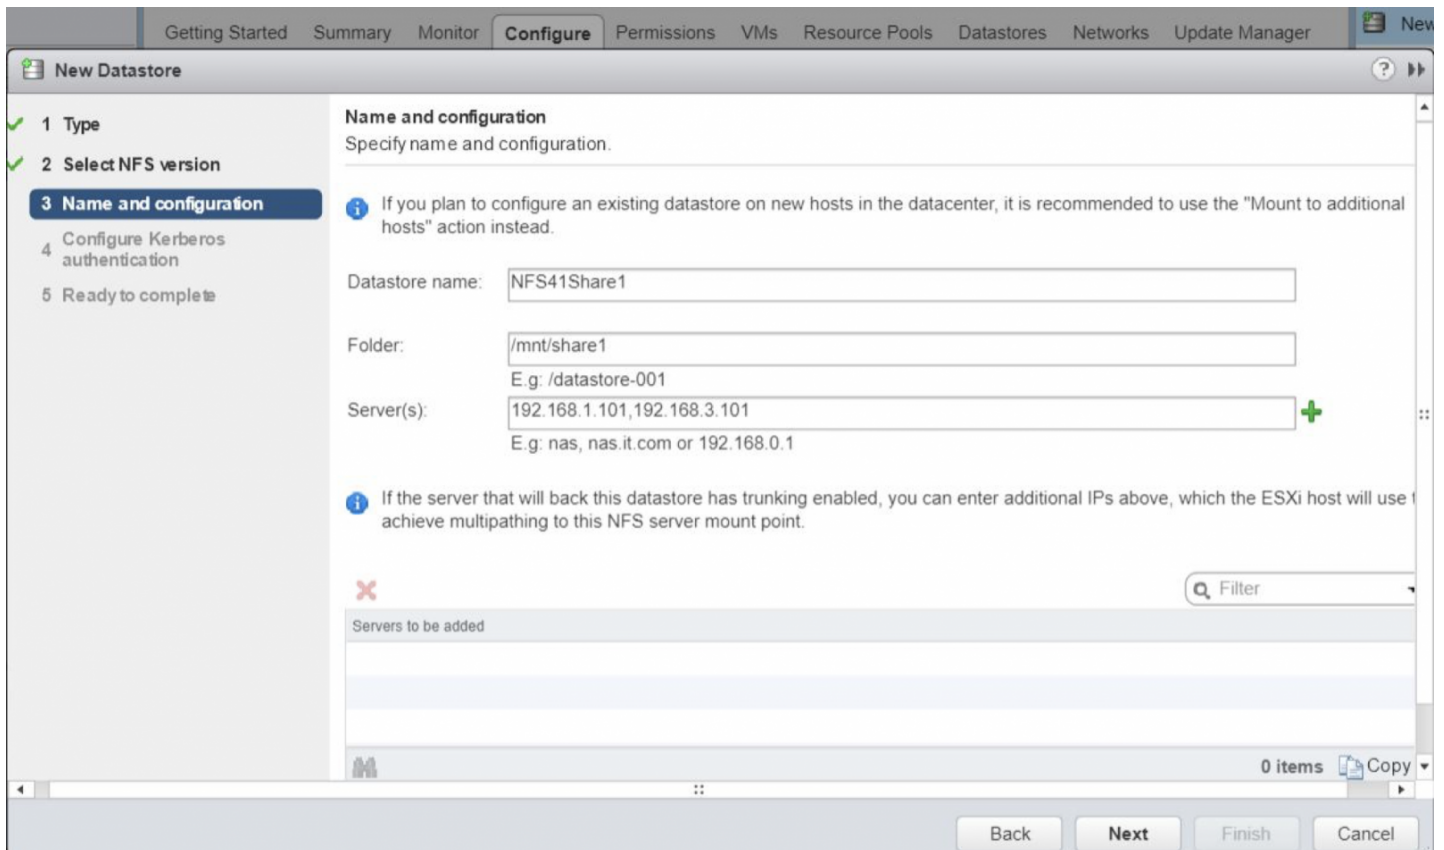 Getting Started Summary Monitor Configure Permissions VMs Resource Pools Datastores Networks Update Manager New
New Datastore
1 Type
2 Select NFS version
3 Name and configuration
4 Configure Kerberos
authentication
5 Ready to complete
Name and configuration
Specify name and configuration.
If you plan to configure an existing datastore on new hosts in the datacenter, it is recommended to use the "Mount to additional
hosts" action instead.
Datastore name: NFS41Share1
Folder: /mnt/share1
E.g: /datastore-001
Server(s): 192.168.1.101,192.168.3.101
E.g: nas, nas.it.com or 192.168.0.1
If the server that will back this datastore has trunking enabled, you can enter additional IPs above, which the ESXi host will use
achieve multipathing to this NFS server mount point.
Filter
Servers to be added
0 items Copy
Back Next Finish Cancel